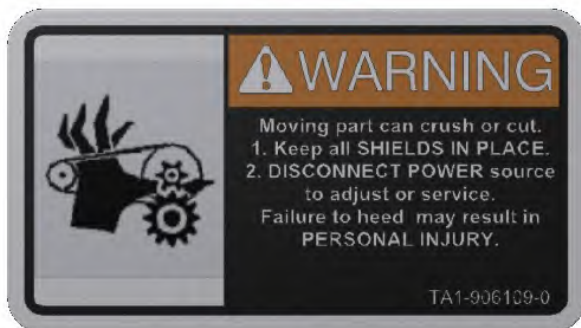 WARNING
Moving part can crush or cut.
1. Keep all SHIELDS IN PLACE.
2. DISCONNECT POWER source
to adjust or service.
Failure to heed may result in
PERSONAL INJURY.
TA1-906109-0